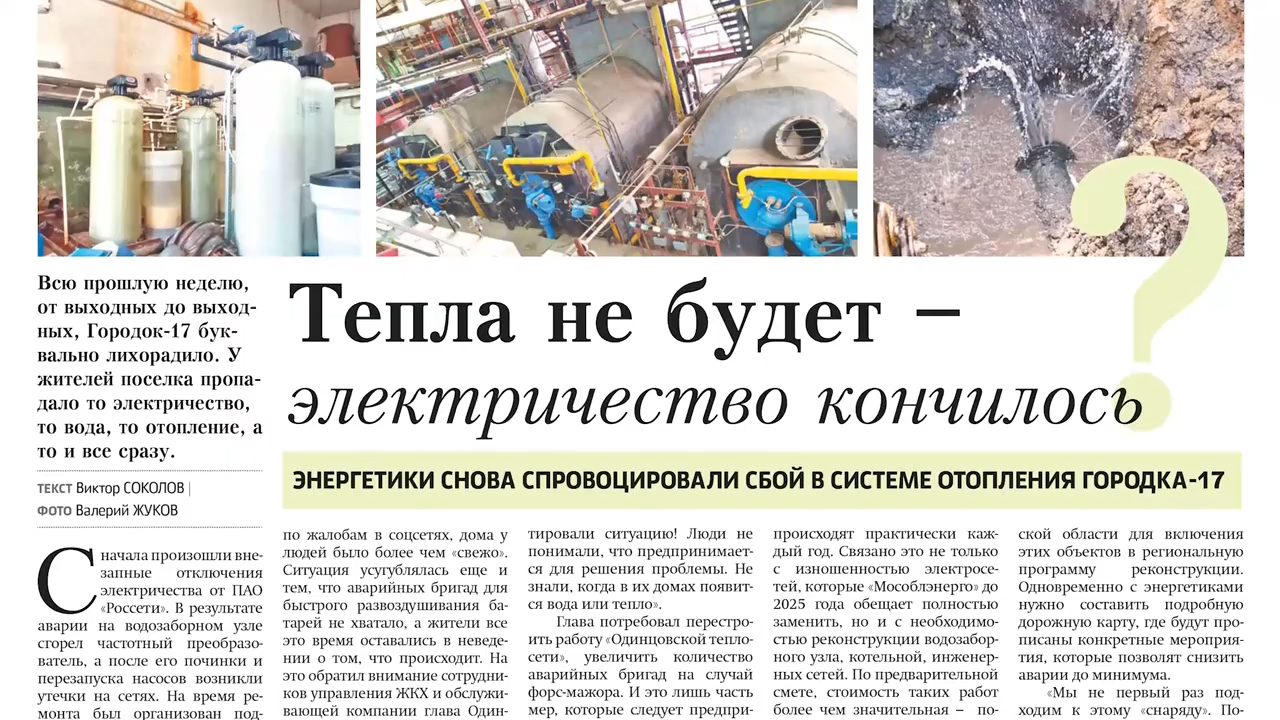 Всю прошлую неделю,
от выходных до выход-
ных, Городок-17 бук-
вально лихорадило. У
жителей поселка пропа-
дало то электричество,
то вода, то отопление, а
то и все сразу.
ТЕКСТ Виктор СОКОЛОВ |
ФОТО Валерий ЖУКОВ
Тепла не будет –
электричество кончилось
?
ЭНЕРГЕТИКИ СНОВА СПРОВОЦИРОВАЛИ СБОЙ В СИСТЕМЕ ОТОПЛЕНИЯ ГОРОДКА-17
Сначала произошли вне-
запные отключения
электричества от ПАО
«Россети». В результате
аварии на водозаборном узле
сгорел частотный преобразо-
ватель, а после его починки и
перезапуска насосов возникли
утечки на сетях. На время ре-
монта был организован под-
по жалобам в соцсетях, дома у
людей было более чем «свежо».
Ситуация усугублялась еще и
тем, что аварийных бригад для
быстрого развоздушивания ба-
тарей не хватало, а жители все
это время оставались в неведе-
нии о том, что происходит. На
это обратил внимание сотрудни-
ков управления ЖКХ и обслужи-
вающей компании глава Один-
тировали ситуацию! Люди не
понимали, что предпринимает-
ся для решения проблемы. Не
знали, когда в их домах появит-
ся вода или тепло».
Глава потребовал перестро-
ить работу «Одинцовской тепло-
сети», увеличить количество
аварийных бригад на случай
форс-мажора. И это лишь часть
мер, которые следует предпри-
происходят практически каж-
дый год. Связано это не только
с изношенностью электросе-
тей, которые «Мособлэнерго» до
2025 года обещает полностью
заменить, но и с необходимо-
стью реконструкции водозабор-
ного узла, котельной, инженер-
ных сетей. По предварительной
смете, стоимость таких работ
более чем значительная – по-
ской области для включения
этих объектов в региональную
программу реконструкции.
Одновременно с энергетиками
нужно составить подробную
дорожную карту, где будут про-
писаны конкретные мероприя-
тия, которые позволят снизить
аварии до минимума.
«Мы не первый раз под-
ходим к этому «снаряду». По-